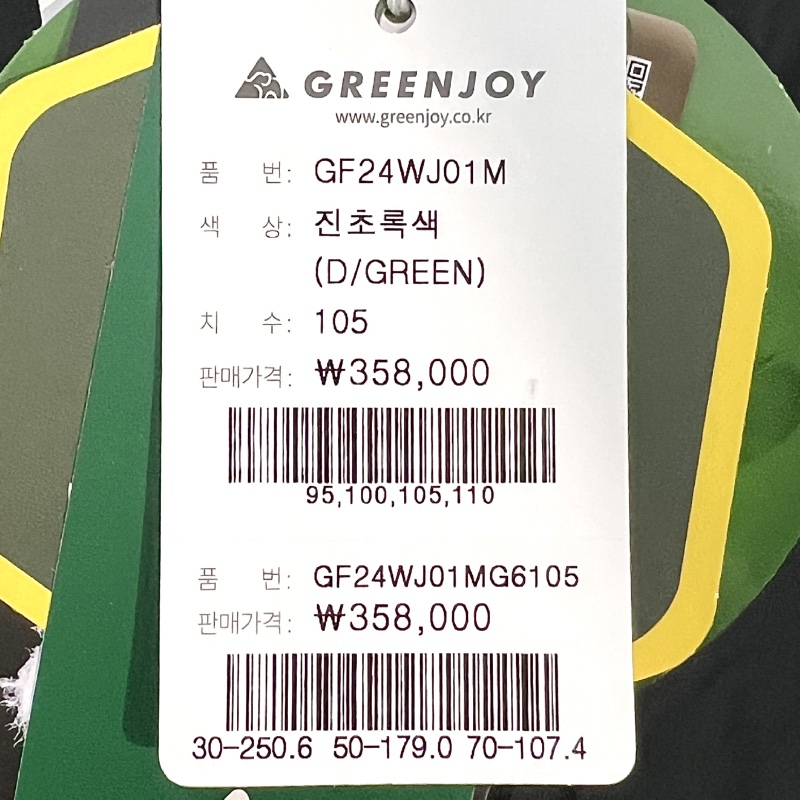 GREENJOY
www.greenjoy.co.kr
품 번: GF24WJ01M
색 상: 진초록색
(D/GREEN)
치 수: 105
판매가격: ₩358,000
95,100,105,110
품 번: GF24WJ01MG6105
판매가격: ₩358,000
30-250.6 50-179.0 70-107.4